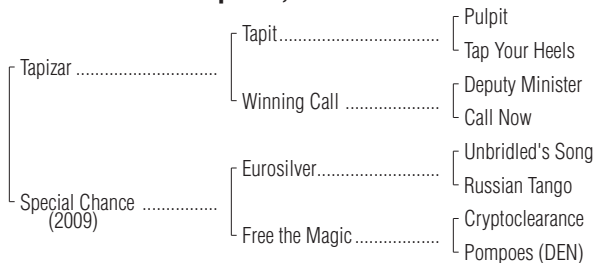 Pulpit
Tapit
Tap Your Heels
Tapizar
Deputy Minister
Winning Call
Call Now
Unbridled's Song
Eurosilver
Russian Tango
Special Chance
(2009)
Cryptoclearance
Free the Magic
Pompoes (DEN)